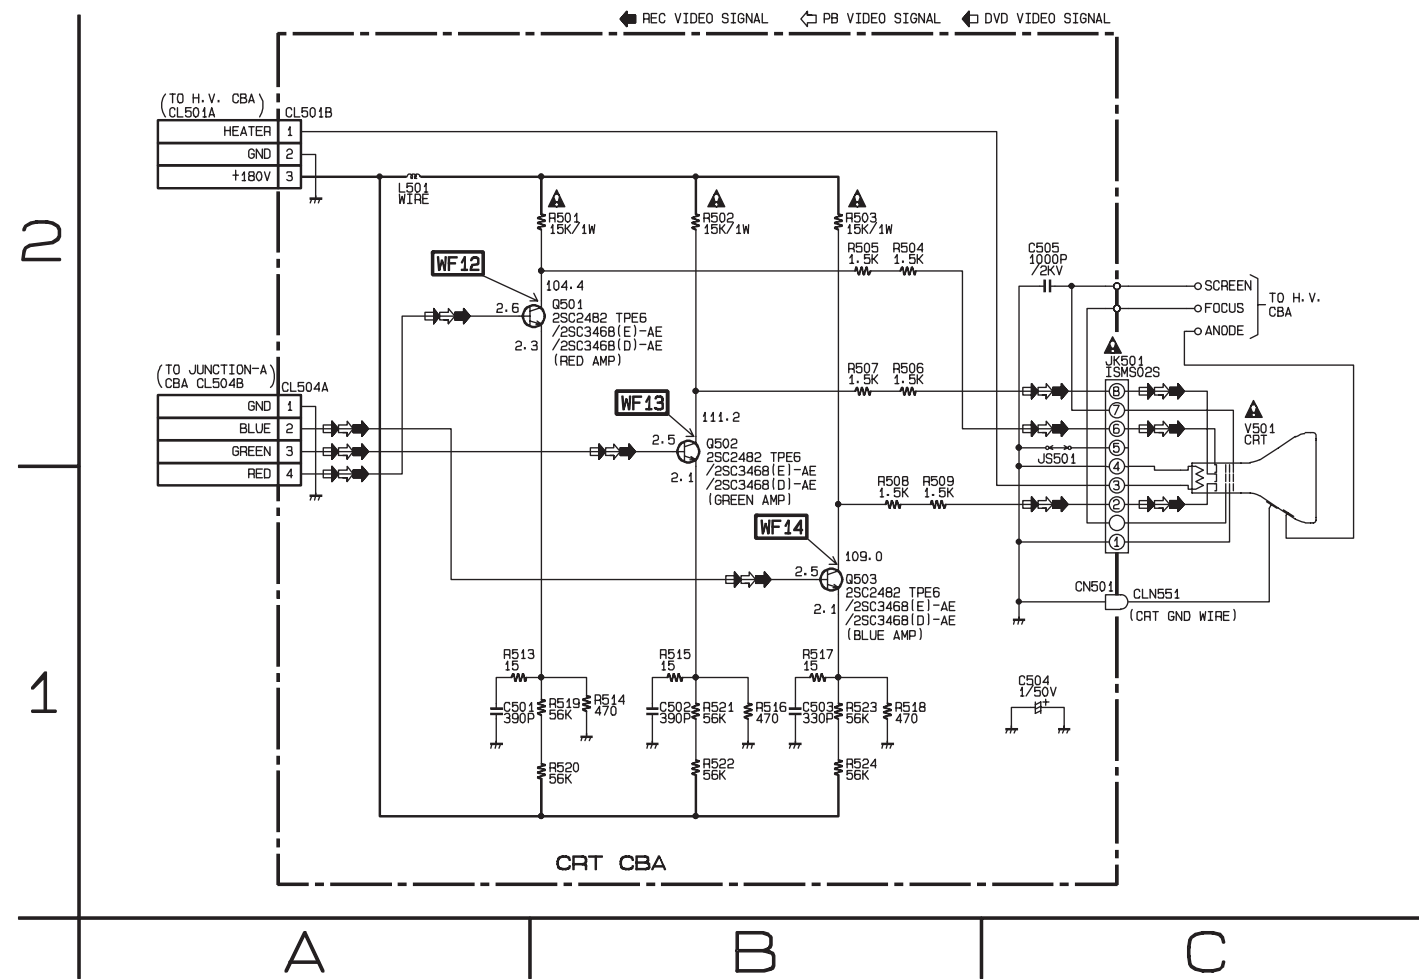 REC VIDEO SIGNAL PB VIDEO SIGNAL DVD VIDEO SIGNAL
(TO H.V. CBA)
CL501A
CL501B
HEATER 1
GND 2
+180V 3
L501
WIRE
R501
15K/1W
R502
15K/1W
R503
15K/1W
R505
1.5K
R504
1.5K
C505
1000P
/2KV
SCREEN
FOCUS
ANODE
TO H.V.
CBA
2
WF12
104.4
2.6
2.3
Q501
2SC2482 TPE6
/2SC3468(E)-AE
/2SC3468(D)-AE
(RED AMP)
(TO JUNCTION-A)
CBA CL504B
CL504A
GND 1
BLUE 2
GREEN 3
RED 4
R507
1.5K
R506
1.5K
JK501
ISMS02S
8
7
6
5
4
3
2
1
JS501
V501
CRT
WF13
111.2
2.5
2.1
Q502
2SC2482 TPE6
/2SC3468(E)-AE
/2SC3468(D)-AE
(GREEN AMP)
R508
1.5K
R509
1.5K
WF14
109.0
2.5
2.1
Q503
2SC2482 TPE6
/2SC3468(E)-AE
/2SC3468(D)-AE
(BLUE AMP)
CN501
CLN551
(CRT GND WIRE)
1
R513
15
C501
390P
R519
56K
R514
470
R520
56K
R515
15
C502
390P
R521
56K
R516
470
R522
56K
R517
15
C503
330P
R523
56K
R518
470
R524
56K
C504
1/50V
+
CRT CBA
A B C